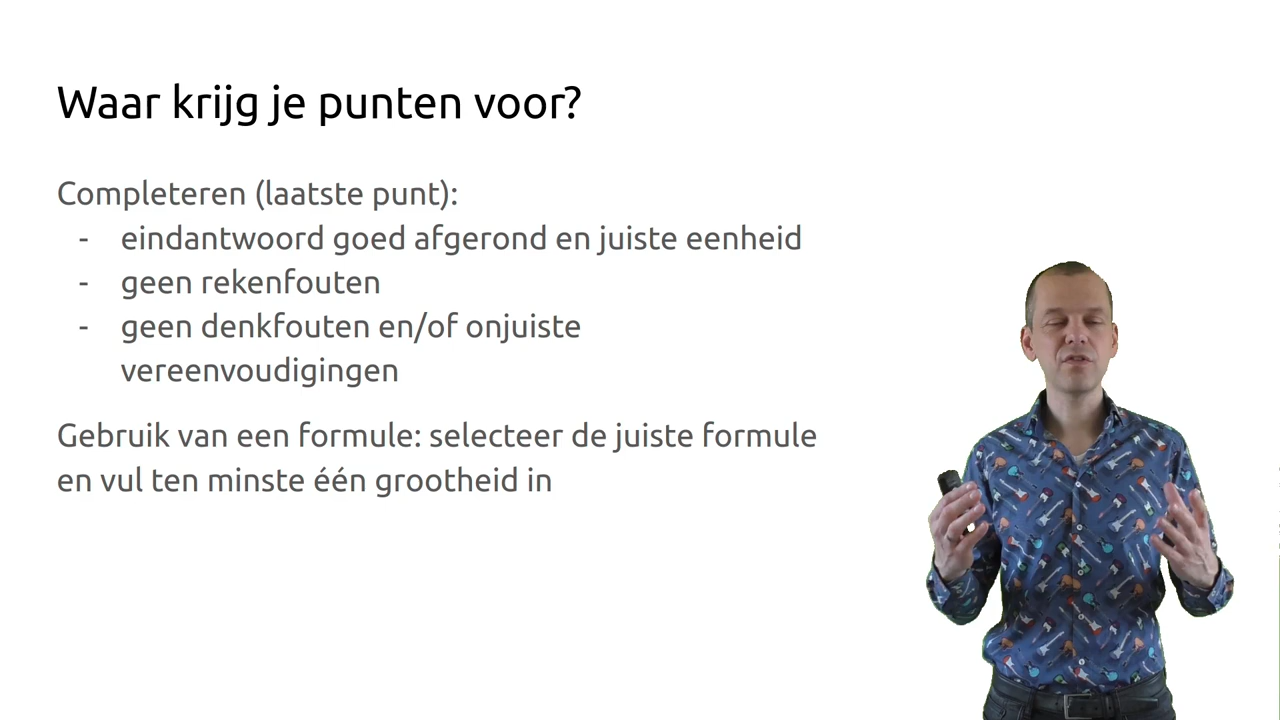 Waar krijg je punten voor?
Completeren (laatste punt):
- eindantwoord goed afgerond en juiste eenheid
- geen rekenfouten
- geen denkfouten en/of onjuiste
vereenvoudigingen
Gebruik van een formule: selecteer de juiste formule
en vul ten minste één grootheid in